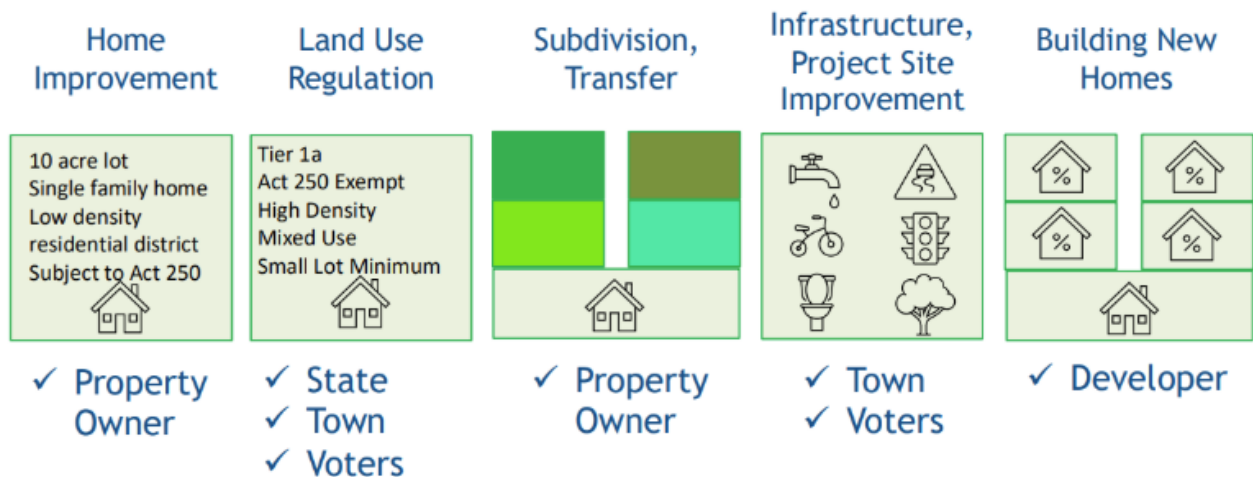 Home
Improvement
Land Use
Regulation
Subdivision,
Transfer
Infrastructure,
Project Site
Improvement
Building New
Homes
10 acre lot
Single family home
Low density
residential district
Subject to Act 250
Tier 1a
Act 250 Exempt
High Density
Mixed Use
Small Lot Minimum
%
%
%
%
✓ Property
Owner
✓ State
✓ Town
✓ Voters
✓ Property
Owner
✓ Town
✓ Voters
✓ Developer